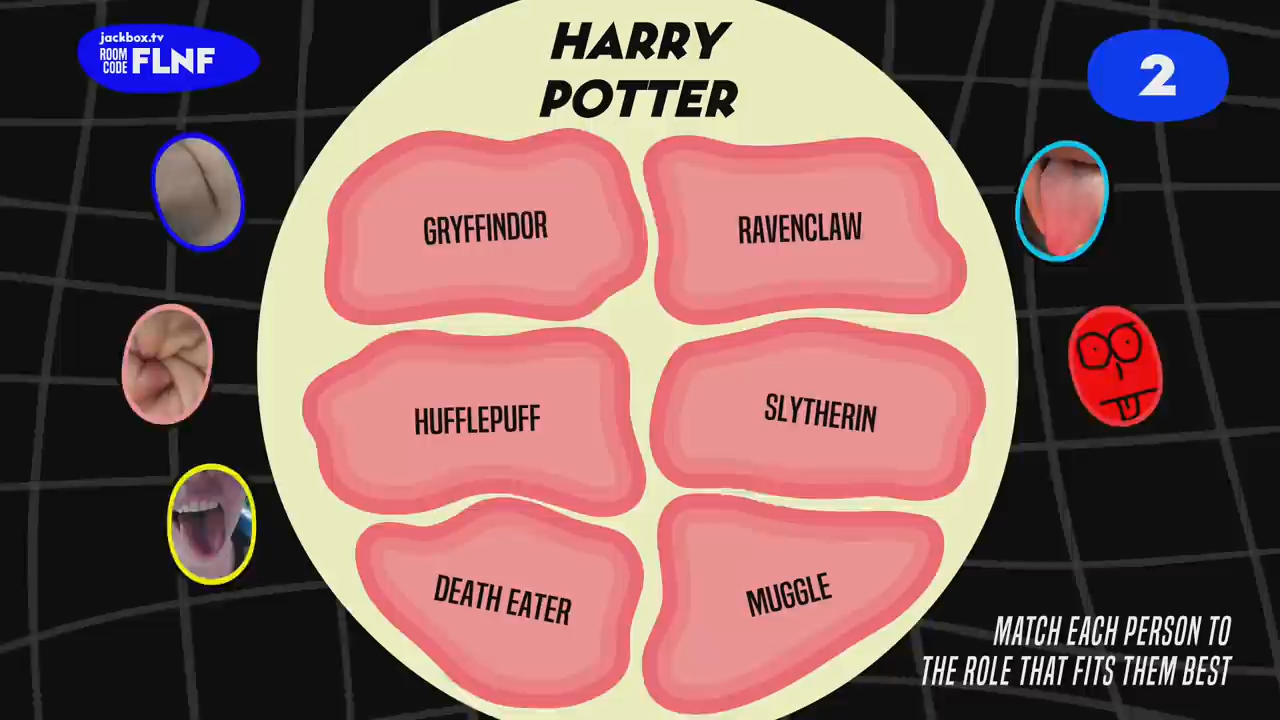 jackbox.tv
ROOM CODE FLNF
HARRY
POTTER
2
GRYFFINDOR
RAVENCLAW
HUFFLEPUFF
SLYTHERIN
DEATH EATER
MUGGLE
MATCH EACH PERSON TO
THE ROLE THAT FITS THEM BEST